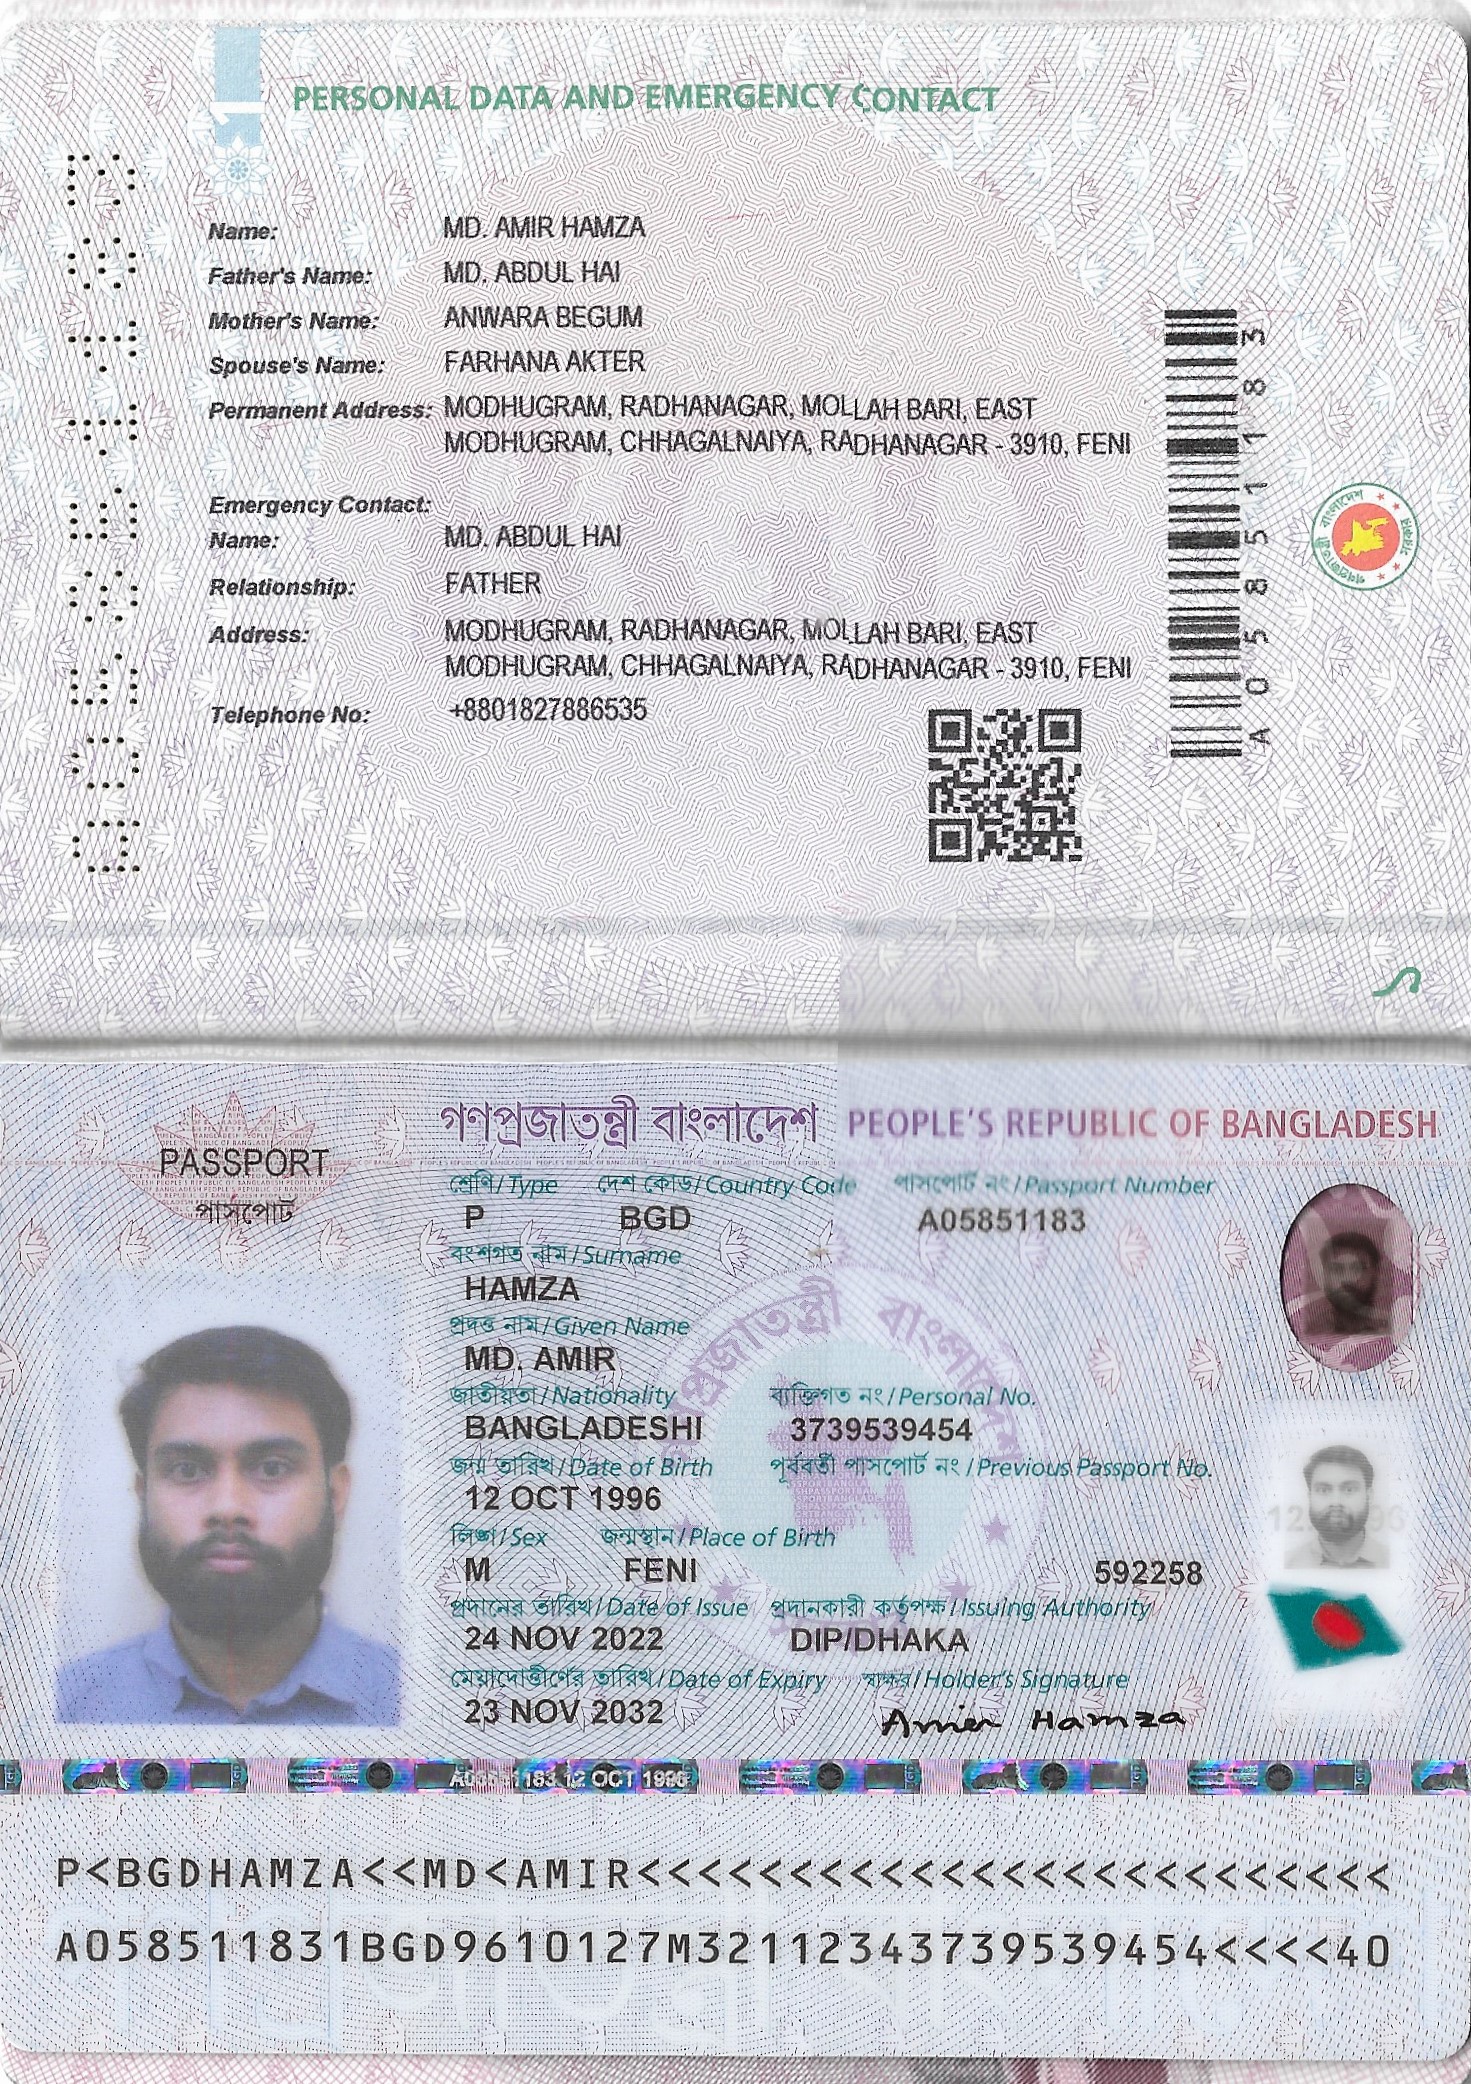 PERSONAL DATA AND EMERGENCY CONTACT
Name: MD. AMIR HAMZA
Father's Name: MD. ABDUL HAI
Mother's Name: ANWARA BEGUM
Spouse's Name: FARHANA AKTER
Permanent Address: MODHUGRAM, RADHANAGAR, MOLLAH BARI, EAST
MODHUGRAM, CHHAGALNAIYA, RADHANAGAR - 3910, FENI
Emergency Contact:
Name: MD. ABDUL HAI
Relationship: FATHER
Address: MODHUGRAM, RADHANAGAR, MOLLAH BARI, EAST
MODHUGRAM, CHHAGALNAIYA, RADHANAGAR - 3910, FENI
Telephone No: +8801827886535
A05851183
1
১
গণপ্রজাতন্ত্রী বাংলাদেশ PEOPLE'S REPUBLIC OF BANGLADESH
PASSPORT
পাসপোর্ট
শ্রেণি/Type দেশ কোড/Country Code পাসপোর্ট নং/Passport Number
P BGD A05851183
বংশগত নাম/Surname
HAMZA
প্রদত্ত নাম/Given Name
MD. AMIR
জাতীয়তা/Nationality ব্যক্তিগত নং/Personal No.
BANGLADESHI 3739539454
জন্ম তারিখ/Date of Birth পূর্ববর্তী পাসপোর্ট নং/Previous Passport No.
12 OCT 1996
লিঙ্গ/Sex জন্মস্থান/Place of Birth
M FENI 592258
প্রদানের তারিখ/Date of Issue প্রদানকারী কর্তৃপক্ষ/Issuing Authority
24 NOV 2022 DIP/DHAKA
মেয়াদোত্তীর্ণের তারিখ/Date of Expiry স্বাক্ষর/Holder's Signature
23 NOV 2032 Amir Hamza
A05851183 12 OCT 1996
P<BGDHAMZA<<MD<AMIR<<<<<<<<<<<<<<<<<<<<<<<<<
A058511831BGD9610127M32112343739539454<<<<40